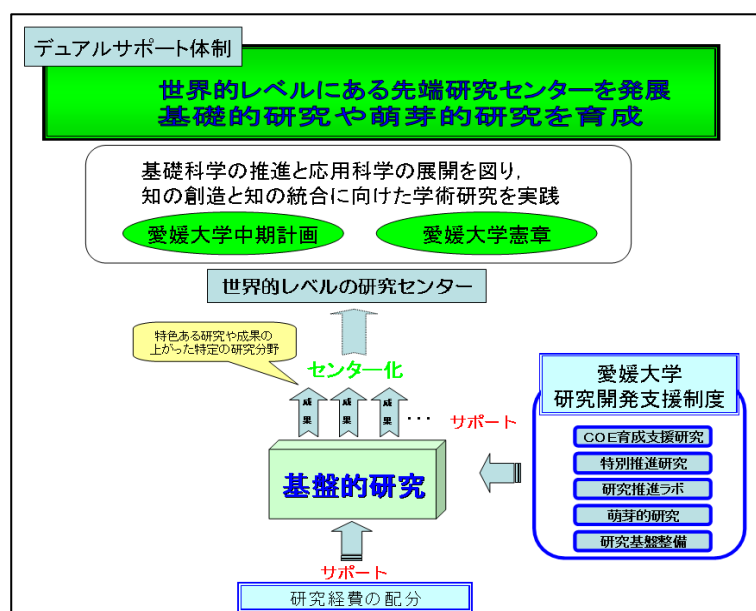 デュアルサポート体制
世界的レベルにある先端研究センターを発展
基礎的研究や萌芽的研究を育成
基礎科学の推進と応用科学の展開を図り,
知の創造と知の統合に向けた学術研究を実践
愛媛大学中期計画
愛媛大学憲章
世界的レベルの研究センター
特色ある研究や成果の
上がった特定の研究分野
センター化
成果
成果
成果
・・・
サポート
基盤的研究
サポート
研究経費の配分
愛媛大学
研究開発支援制度
COE育成支援研究
特別推進研究
研究推進ラボ
萌芽的研究
研究基盤整備